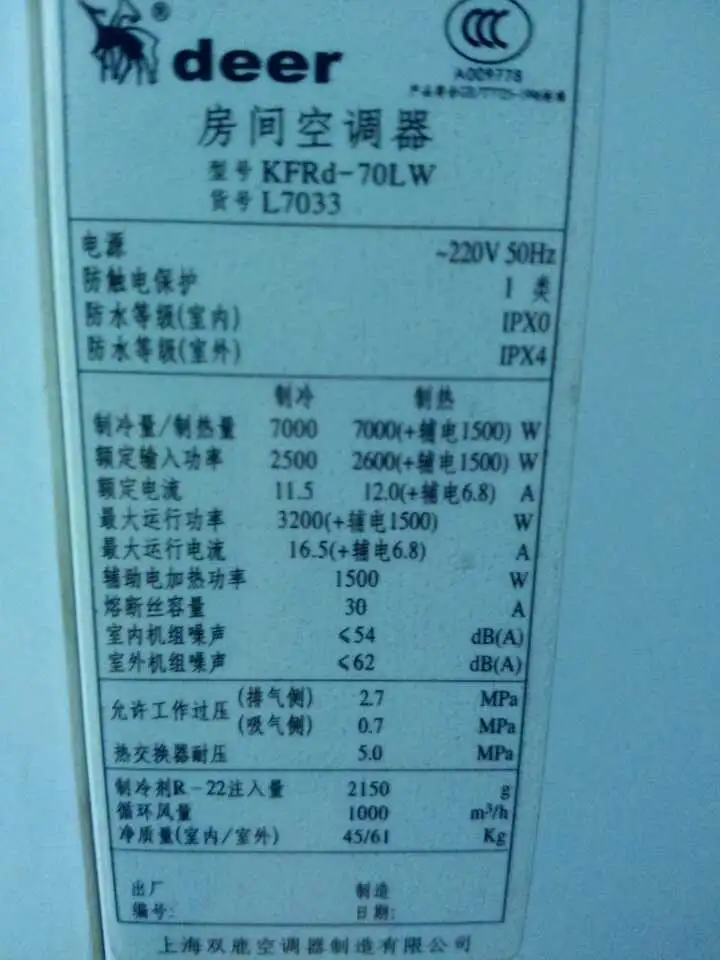 deer
®
A009778
房间空调器
型号 KFRd-70LW
货号 L7033
电源 ~220V 50Hz
防触电保护 I 类
防水等级(室内) IPX0
防水等级(室外) IPX4
制冷 制热
制冷量/制热量 7000 7000(+辅电1500) W
额定输入功率 2500 2600(+辅电1500) W
额定电流 11.5 12.0(+辅电6.8) A
最大运行功率 3200(+辅电1500) W
最大运行电流 16.5(+辅电6.8) A
辅助电加热功率 1500 W
熔断丝容量 30 A
室内机组噪声 ≤54 dB(A)
室外机组噪声 ≤62 dB(A)
允许工作过压 (排气侧) 2.7 MPa
(吸气侧) 0.7 MPa
热交换器耐压 5.0 MPa
制冷剂R-22注入量 2150 g
循环风量 1000 m³/h
净质量(室内/室外) 45/61 Kg
出厂 制造
编号: 日期:
上海双鹿空调器制造有限公司